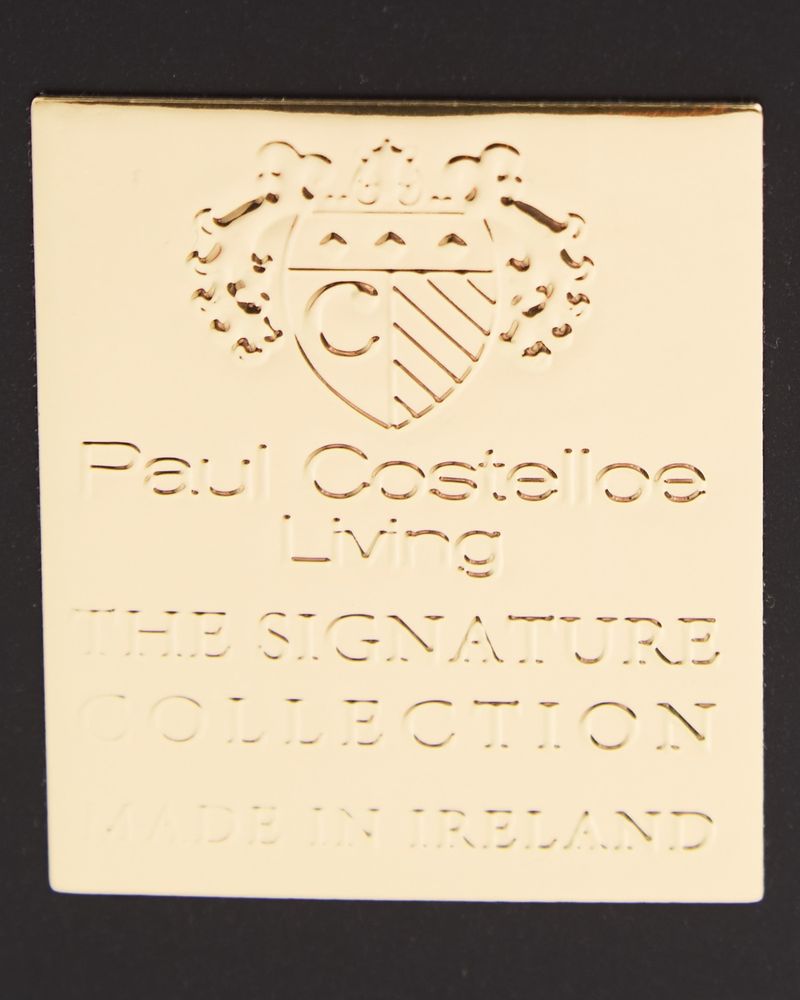 C
Paul Costelloe
Living
THE SIGNATURE
COLLECTION
MADE IN IRELAND